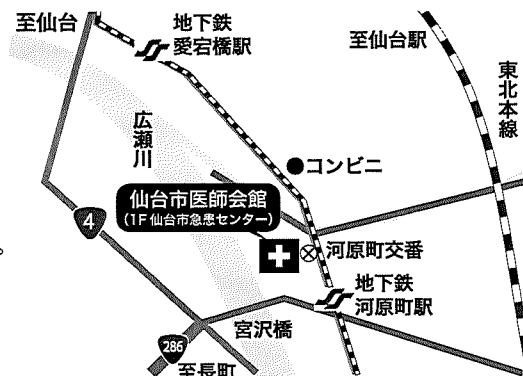 至仙台
地下鉄
愛宕橋駅
至仙台駅
東北本線
広瀬川
コンビニ
仙台市医師会館
(1F 仙台市急患センター)
4
河原町交番
地下鉄
河原町駅
宮沢橋
286
至長町